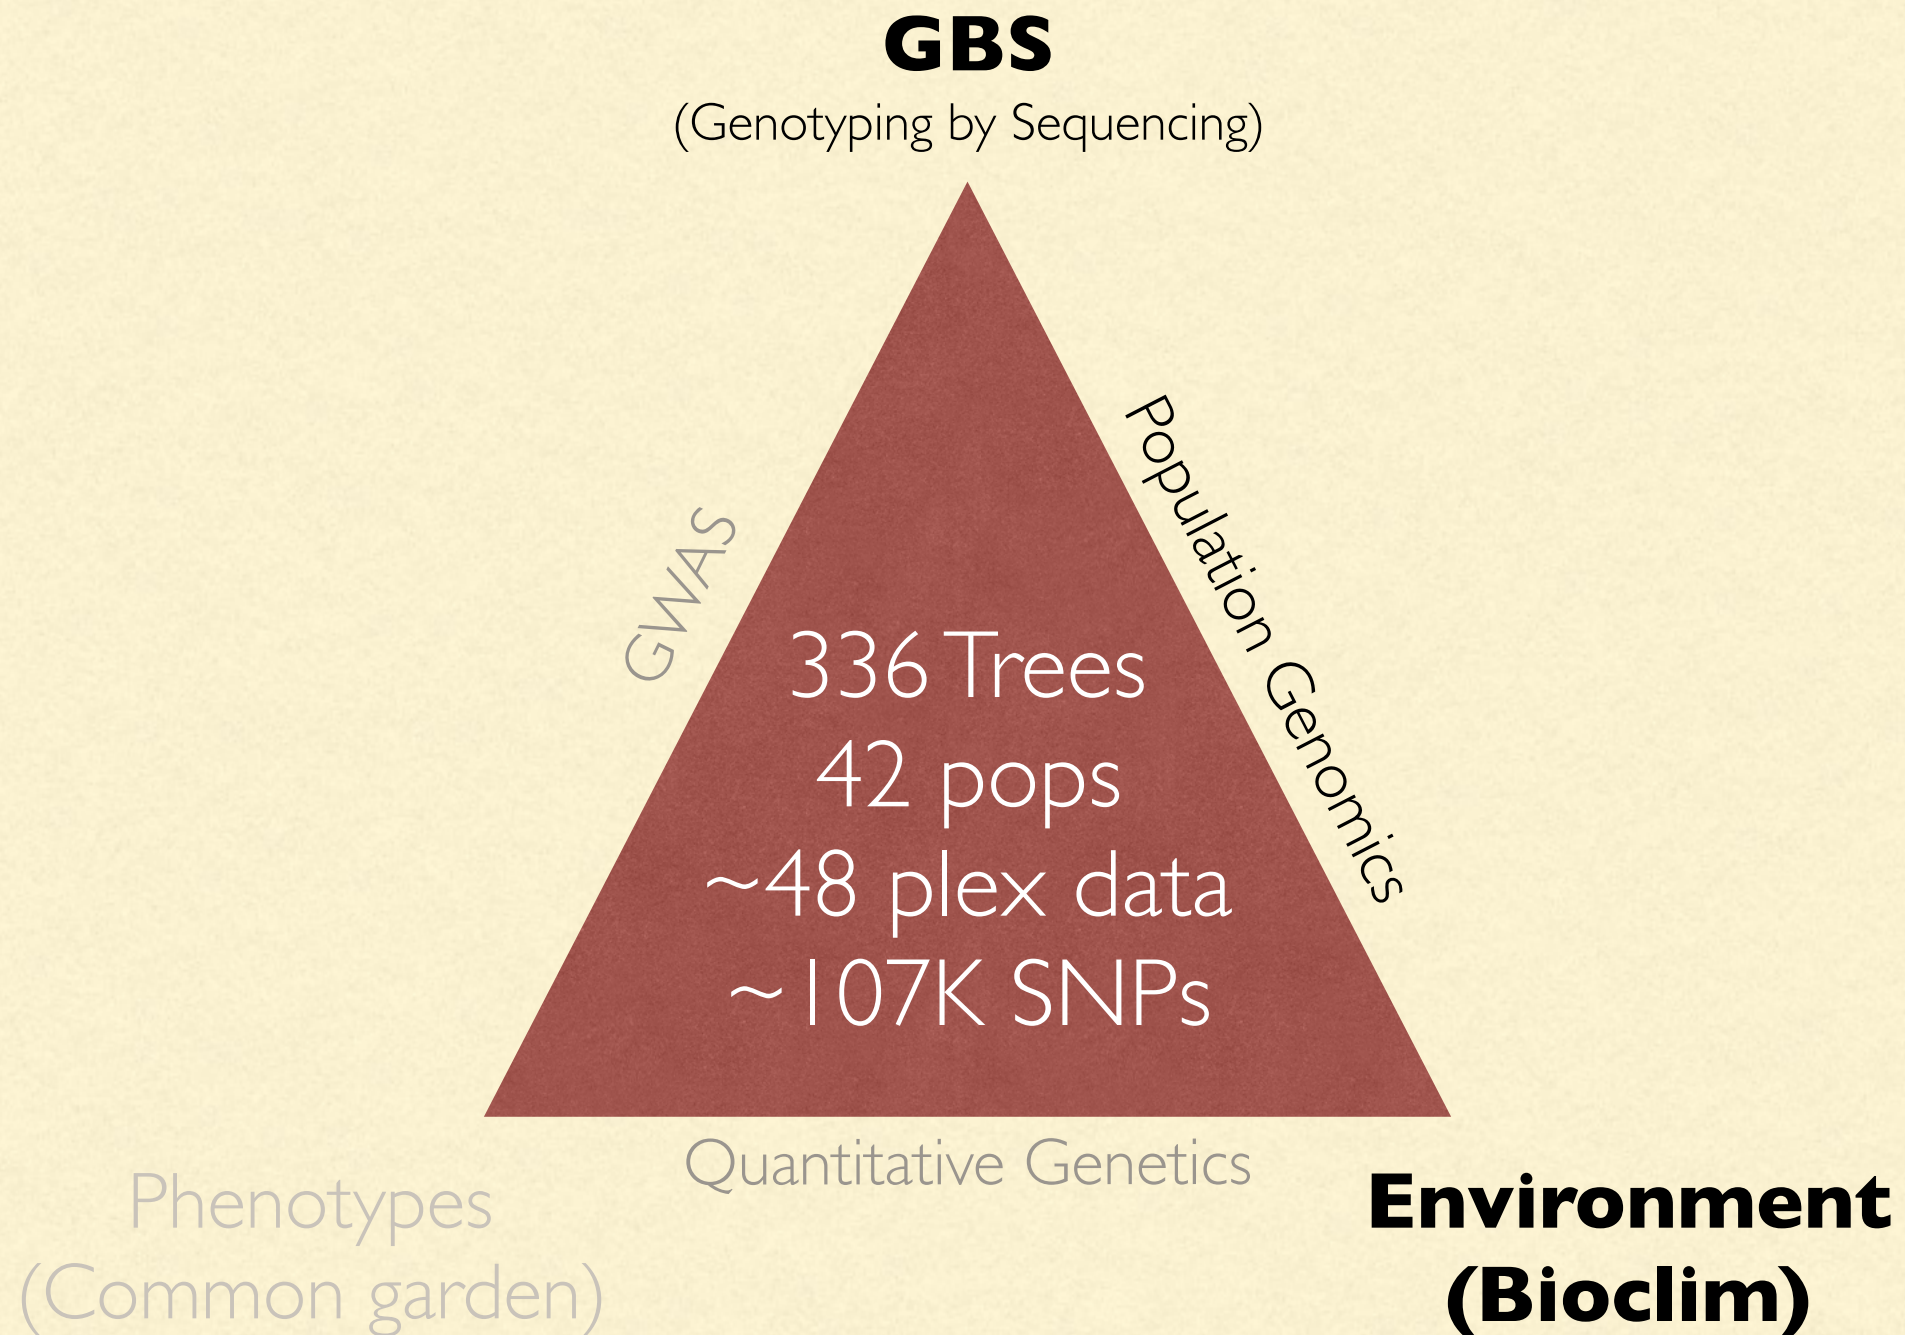 GBS
(Genotyping by Sequencing)
GWAS
Population Genomics
336 Trees
42 pops
~48 plex data
~107K SNPs
Quantitative Genetics
Phenotypes
(Common garden)
Environment
(Bioclim)